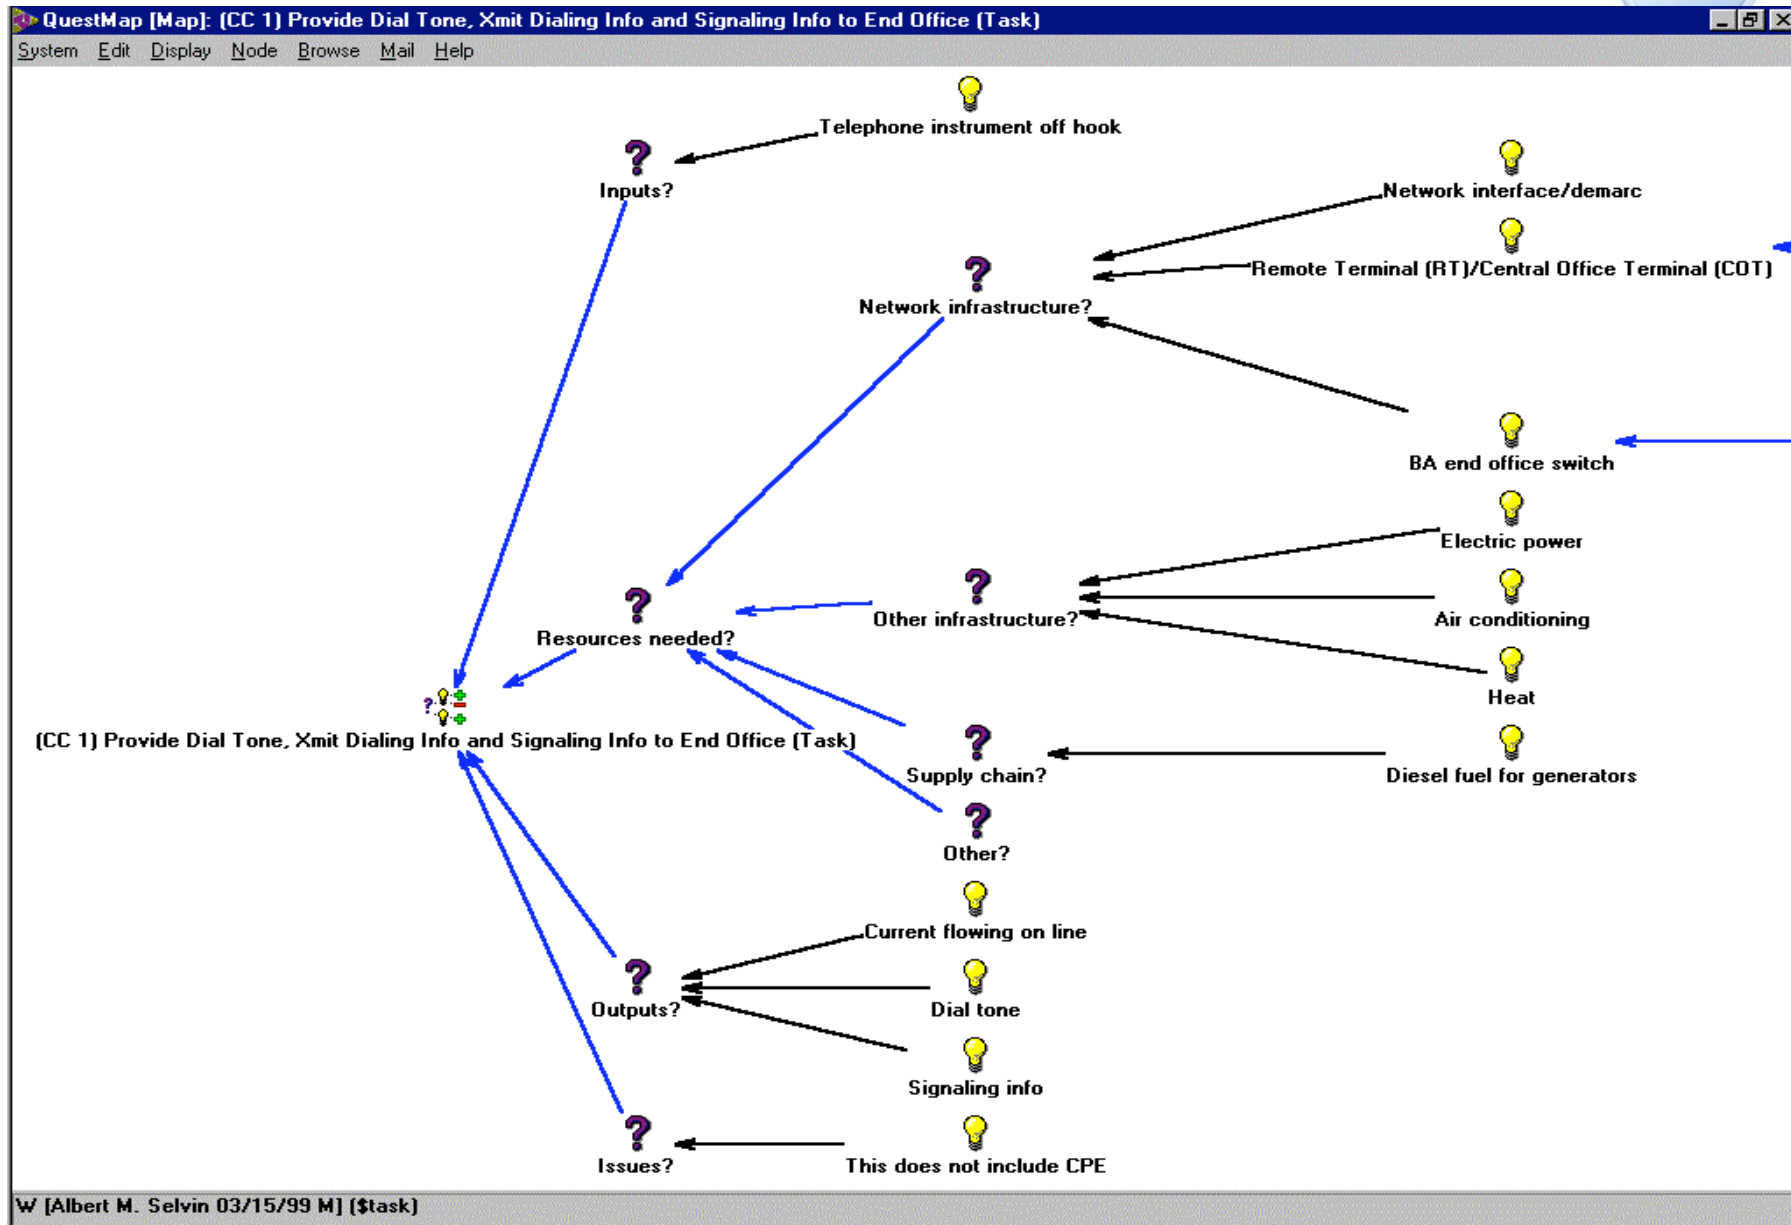 QuestMap [Map]: (CC 1) Provide Dial Tone, Xmit Dialing Info and Signaling Info to End Office (Task)
System Edit Display Node Browse Mail Help
Telephone instrument off hook
Inputs?
Network interface/demarc
Remote Terminal (RT)/Central Office Terminal (COT)
Network infrastructure?
BA end office switch
Electric power
Other infrastructure?
Air conditioning
Resources needed?
Heat
(CC 1) Provide Dial Tone, Xmit Dialing Info and Signaling Info to End Office (Task)
Supply chain?
Diesel fuel for generators
Other?
Current flowing on line
Outputs?
Dial tone
Signaling info
Issues?
This does not include CPE
W [Albert M. Selvin 03/15/99 M] ($task)